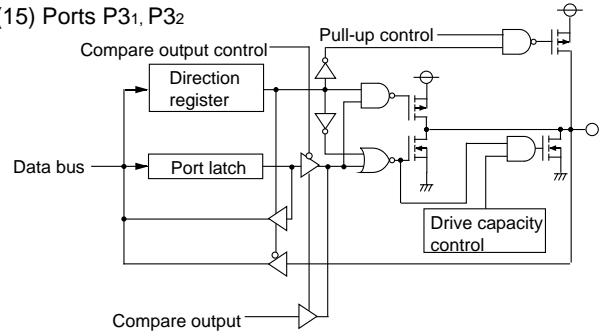 (15) Ports P31, P32
Pull-up control
Compare output control
Direction
register
Data bus
Port latch
Drive capacity
control
Compare output